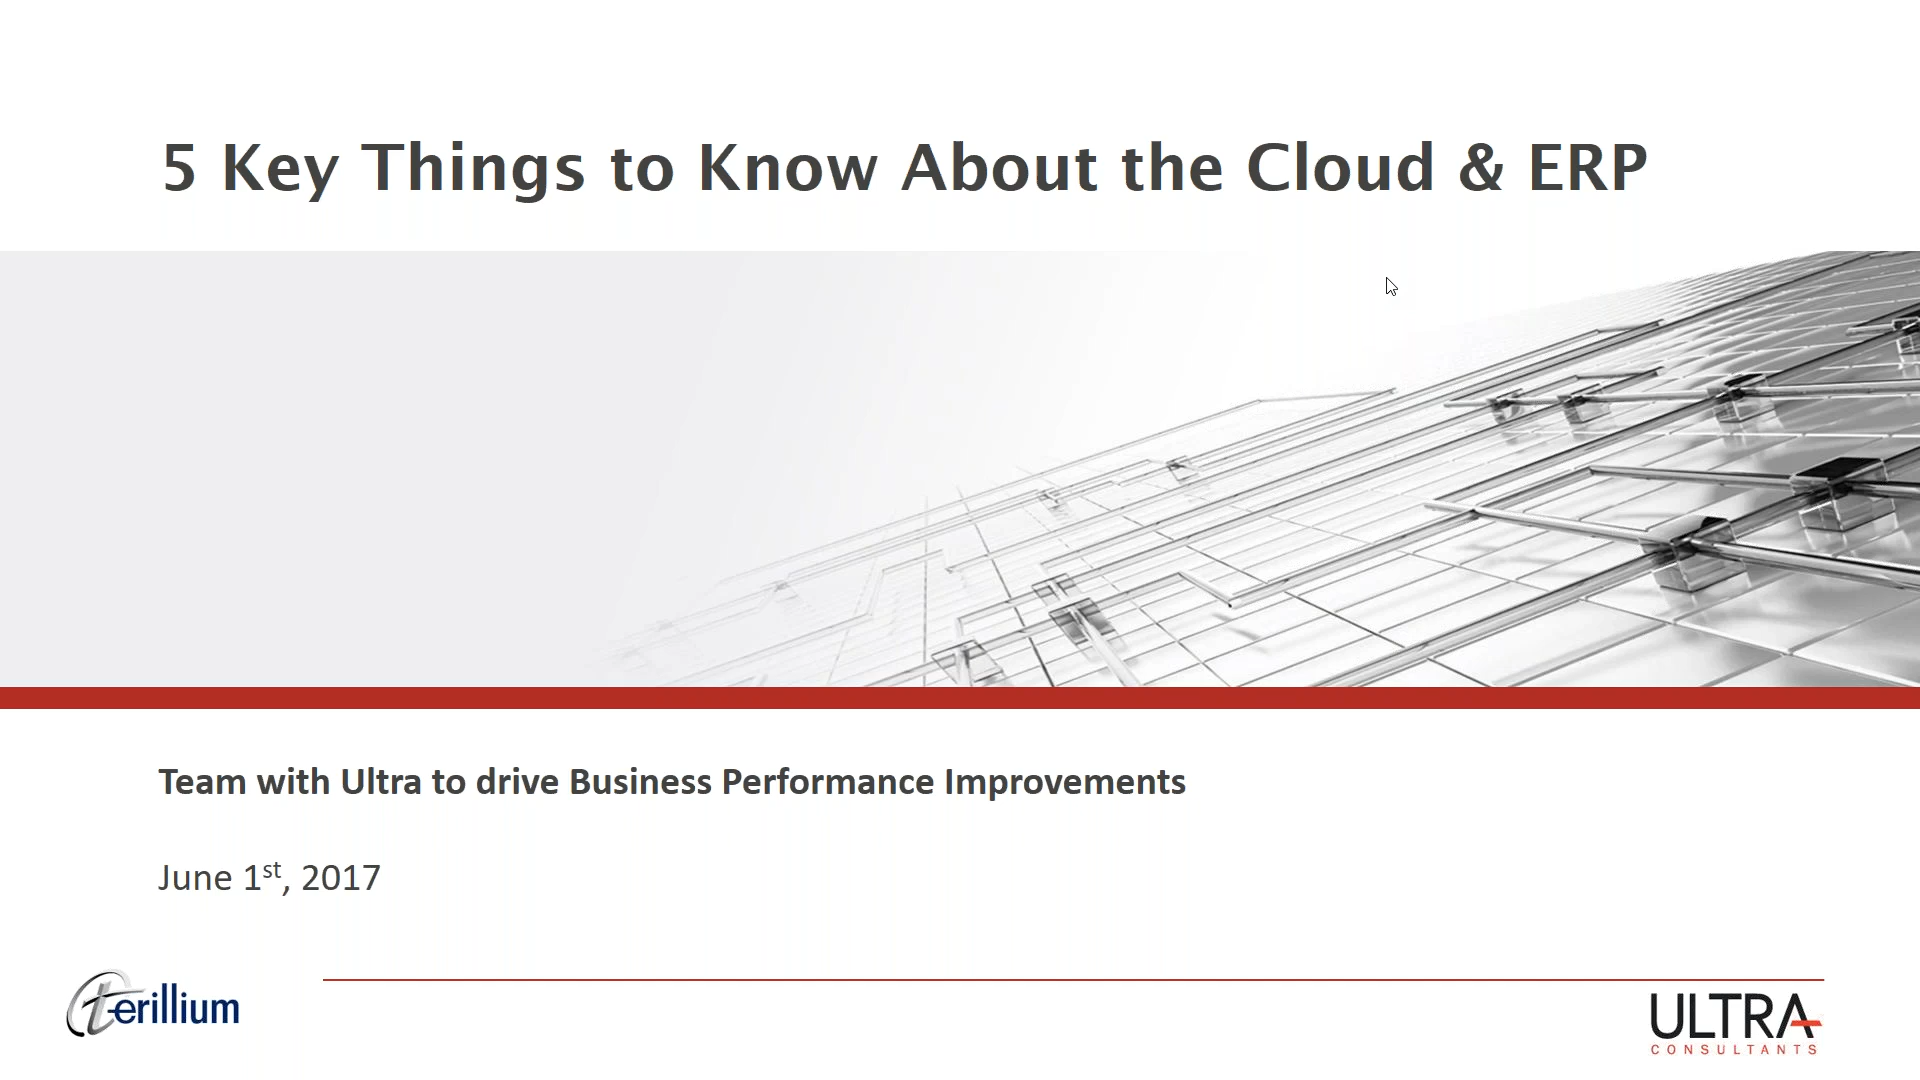 5 Key Things to Know About the Cloud & ERP
Team with Ultra to drive Business Performance Improvements
June 1st, 2017
terillium
ULTRA
CONSULTANTS